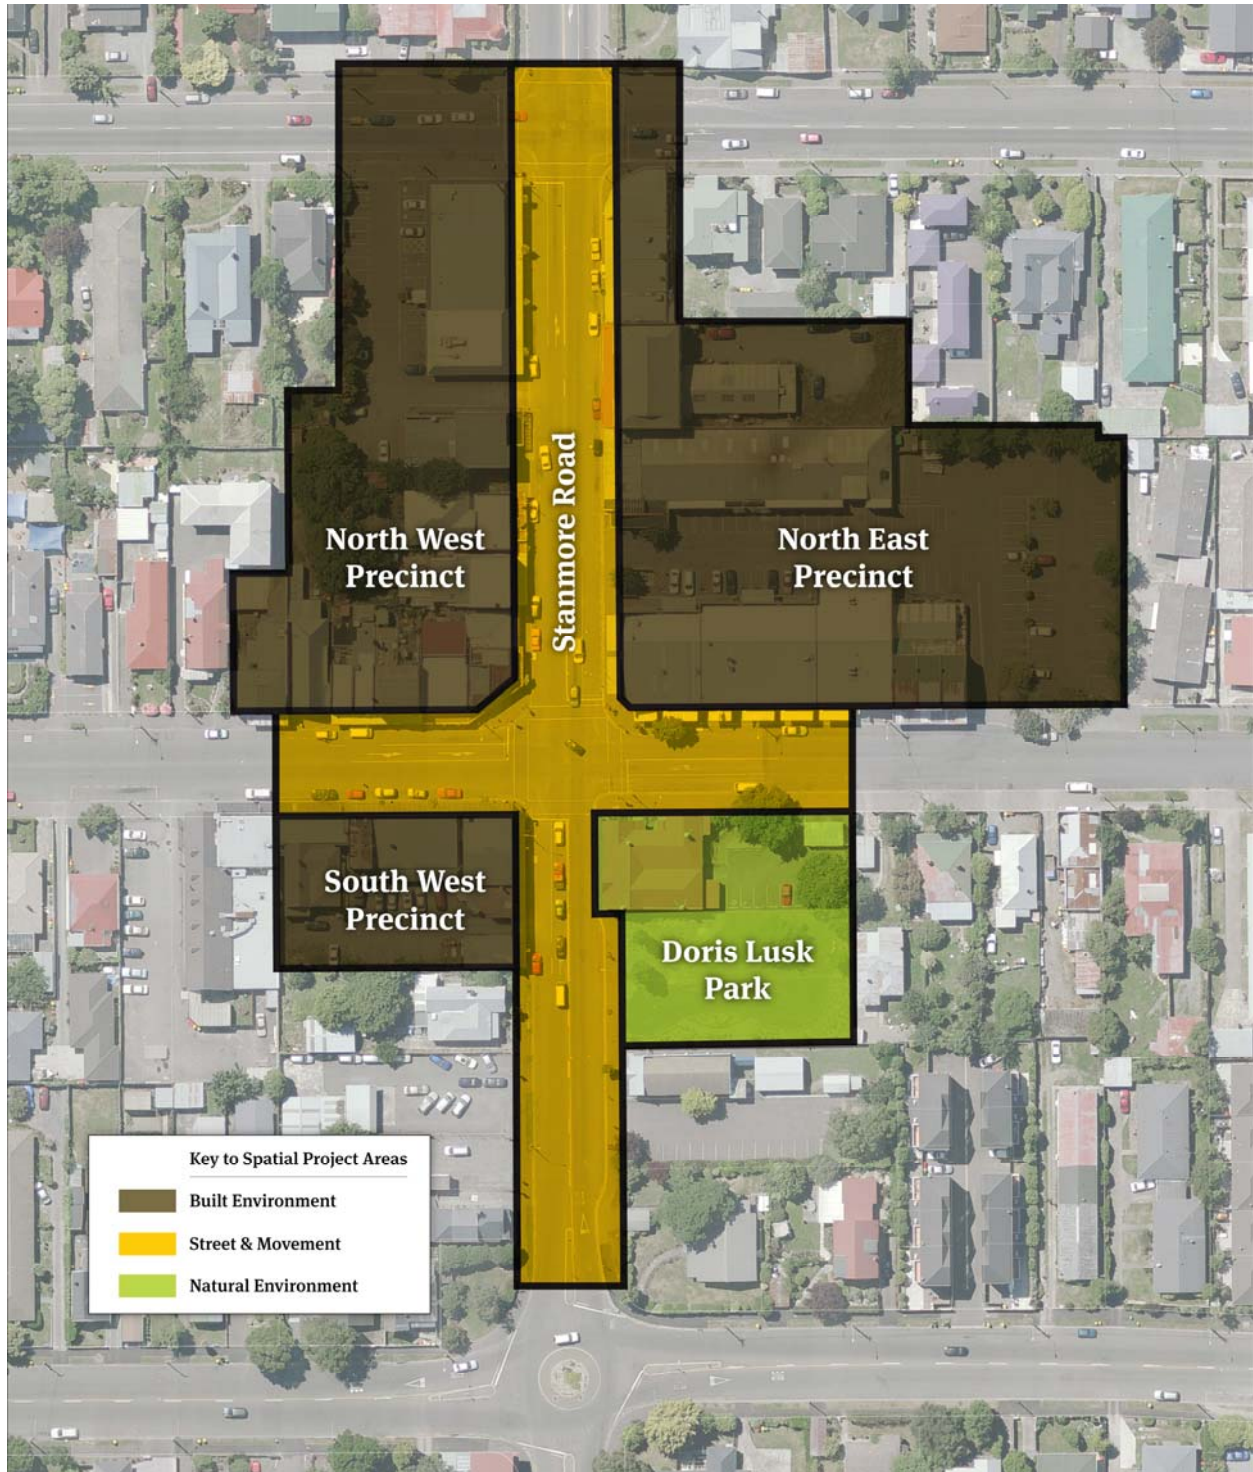 North West
Precinct
Stanmore Road
North East
Precinct
South West
Precinct
Doris Lusk
Park
Key to Spatial Project Areas
Built Environment
Street & Movement
Natural Environment